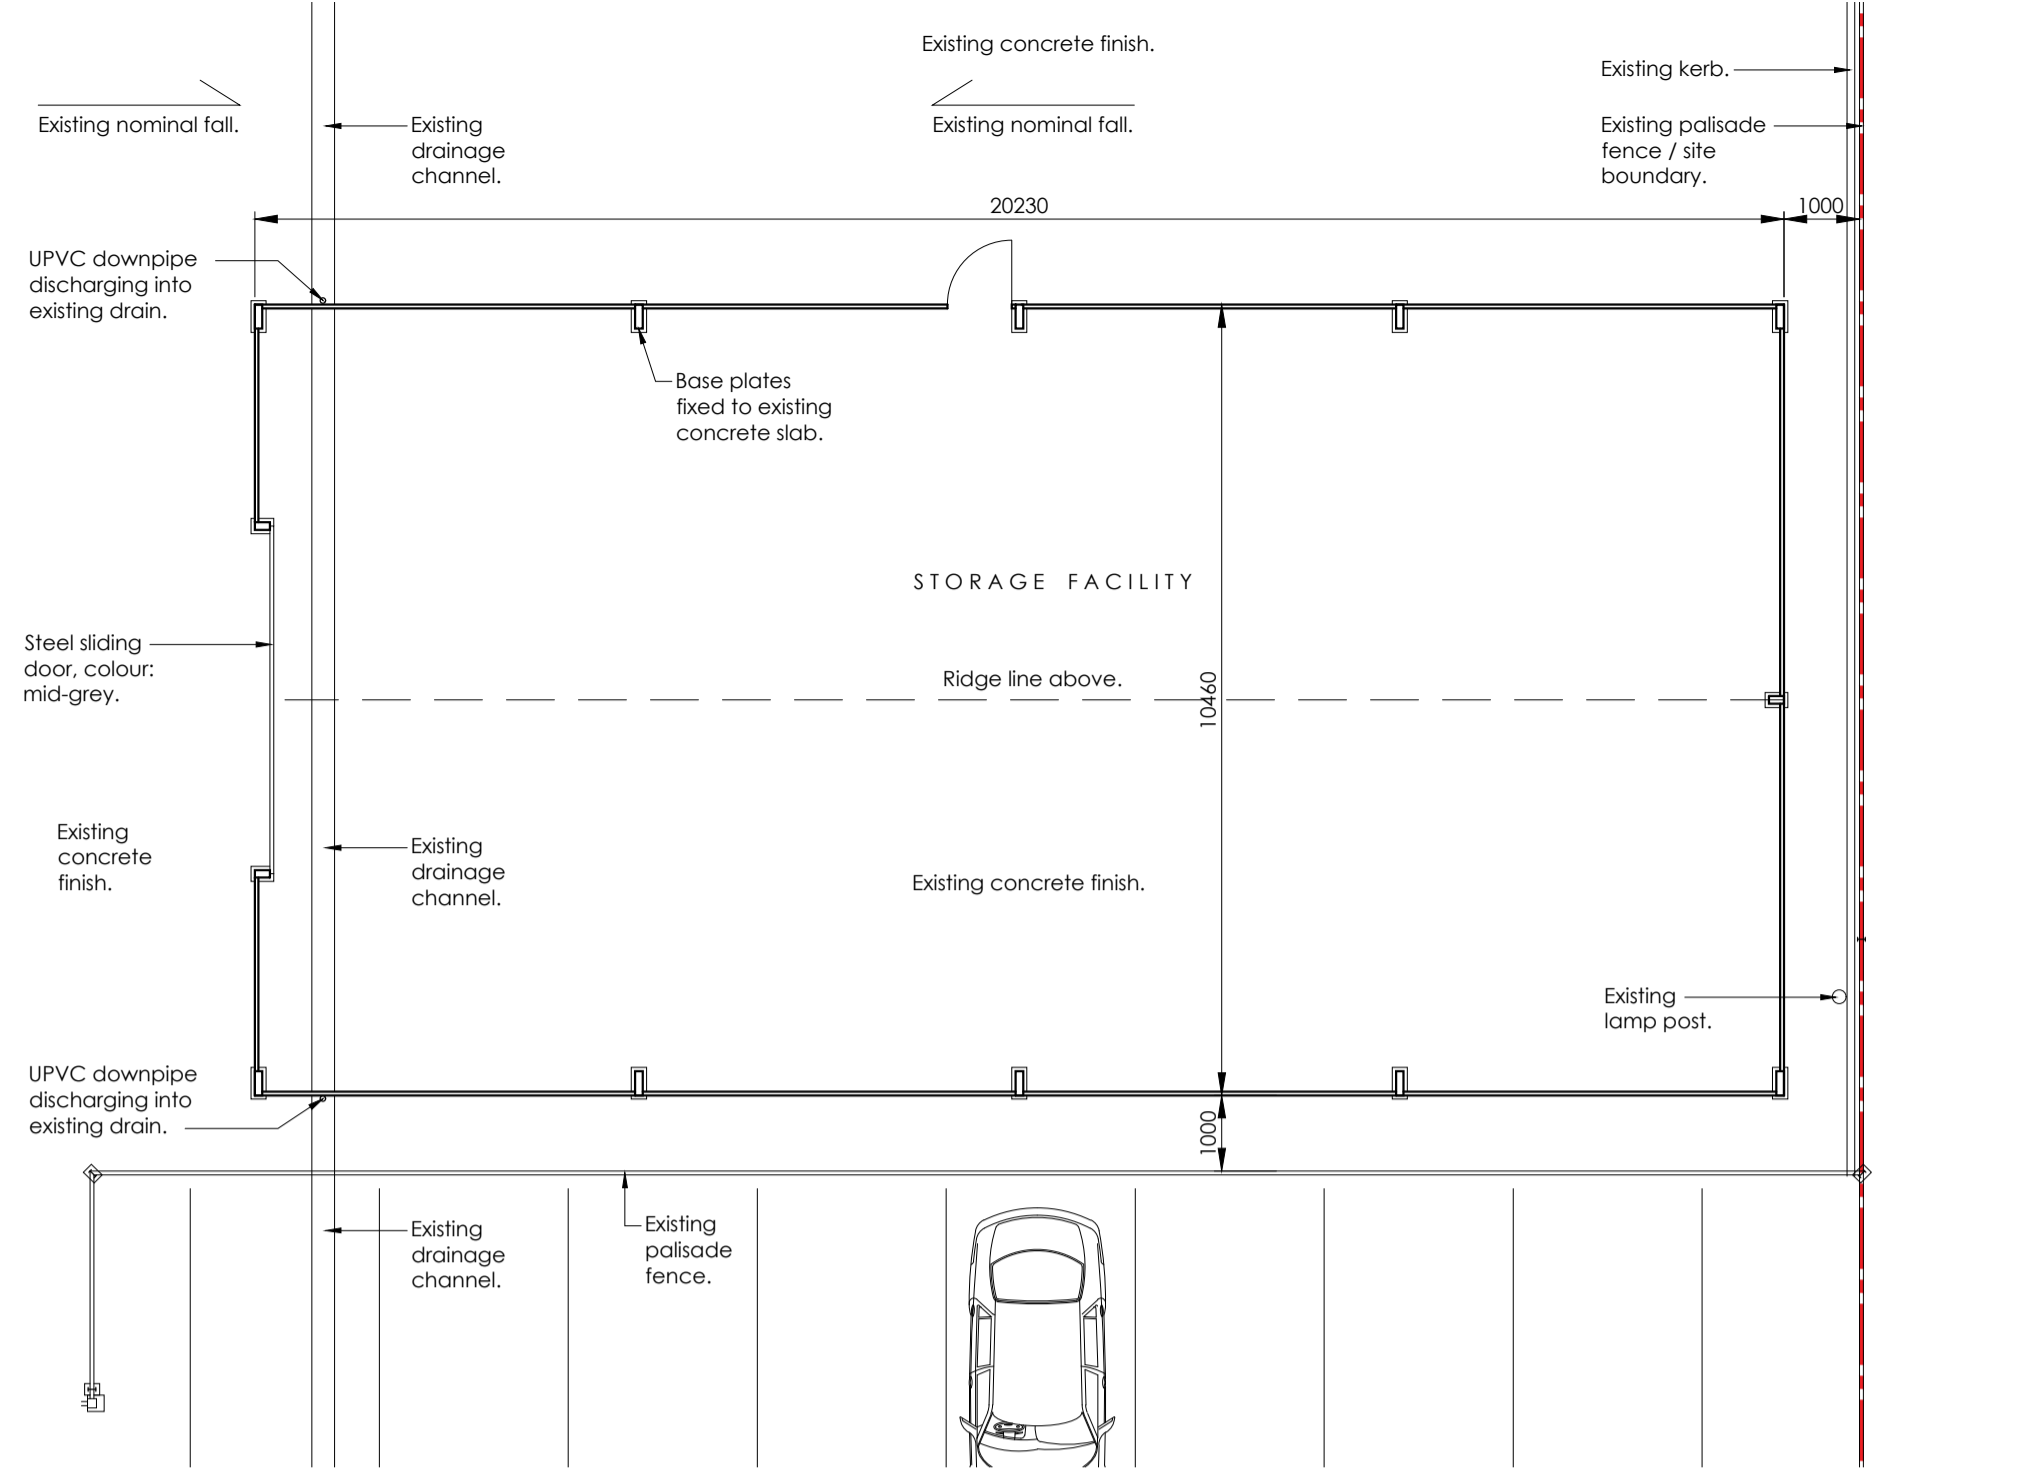 Existing concrete finish.
Existing kerb.
Existing nominal fall.
Existing
drainage
channel.
Existing nominal fall.
Existing palisade
fence / site
boundary.
20230
1000
UPVC downpipe
discharging into
existing drain.
Base plates
fixed to existing
concrete slab.
STORAGE FACILITY
Steel sliding
door, colour:
mid-grey.
Ridge line above.
10460
Existing
concrete
finish.
Existing
drainage
channel.
Existing concrete finish.
Existing
lamp post.
UPVC downpipe
discharging into
existing drain.
1000
Existing
drainage
channel.
Existing
palisade
fence.